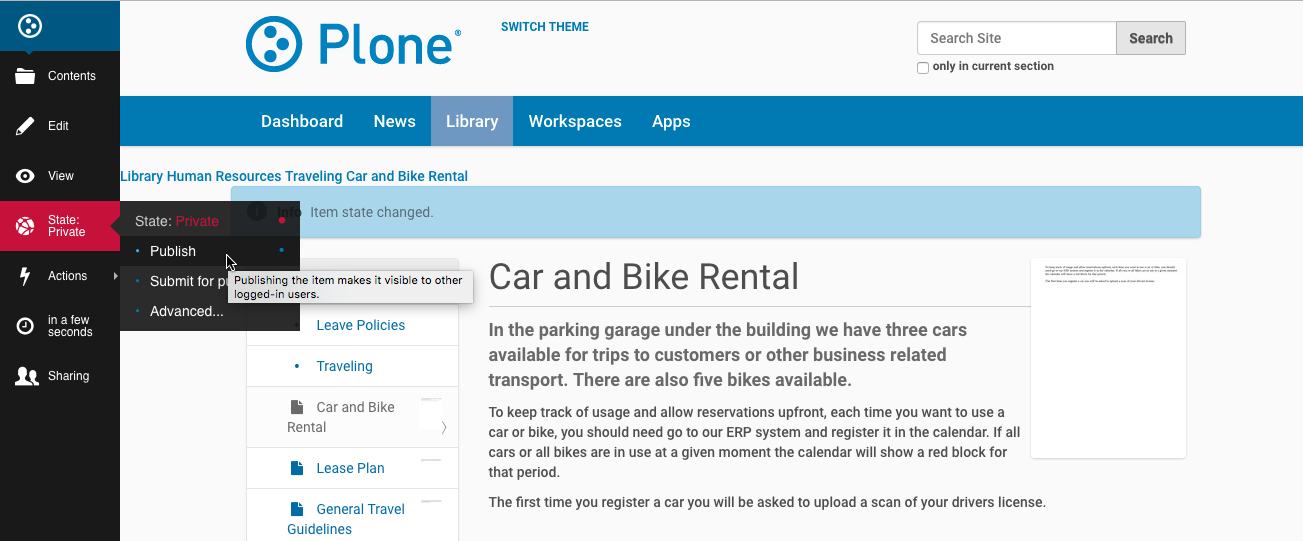 Plone®
SWITCH THEME
Search Site
Search
only in current section
Dashboard
News
Library
Workspaces
Apps
Contents
Edit
View
State:
Private
Actions
in a few
seconds
Sharing
Library Human Resources Traveling Car and Bike Rental
Info Item state changed.
State: Private
Publish
Submit for
Advanced...
Publishing the item makes it visible to other
logged-in users.
Leave Policies
Traveling
Car and Bike
Rental
Lease Plan
General Travel
Guidelines
Car and Bike Rental
In the parking garage under the building we have three cars
available for trips to customers or other business related
transport. There are also five bikes available.
To keep track of usage and allow reservations upfront, each time you want to use a
car or bike, you should need go to our ERP system and register it in the calendar. If all
cars or all bikes are in use at a given moment the calendar will show a red block for
that period.
The first time you register a car you will be asked to upload a scan of your drivers license.